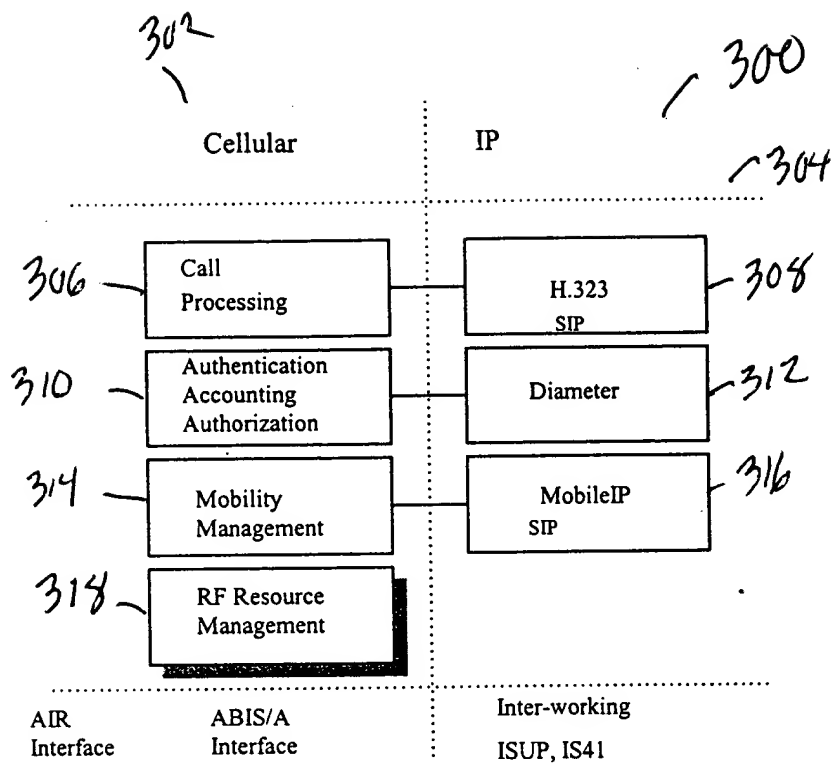 302
300
Cellular
IP
304
306
Call
Processing
H.323
SIP
308
310
Authentication
Accounting
Authorization
Diameter
312
314
Mobility
Management
MobileIP
SIP
316
318
RF Resource
Management
AIR
Interface
ABIS/A
Interface
Inter-working
ISUP, IS41